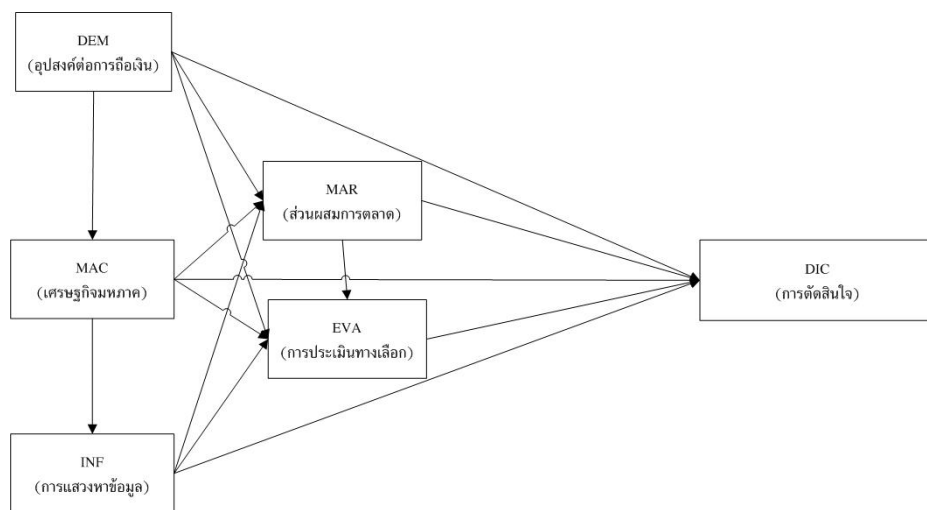 DEM
(อุปสงค์ต่อการถือเงิน)
MAR
(ส่วนผสมการตลาด)
MAC
(เศรษฐกิจมหภาค)
DIC
(การตัดสินใจ)
EVA
(การประเมินทางเลือก)
INF
(การแสวงหาข้อมูล)